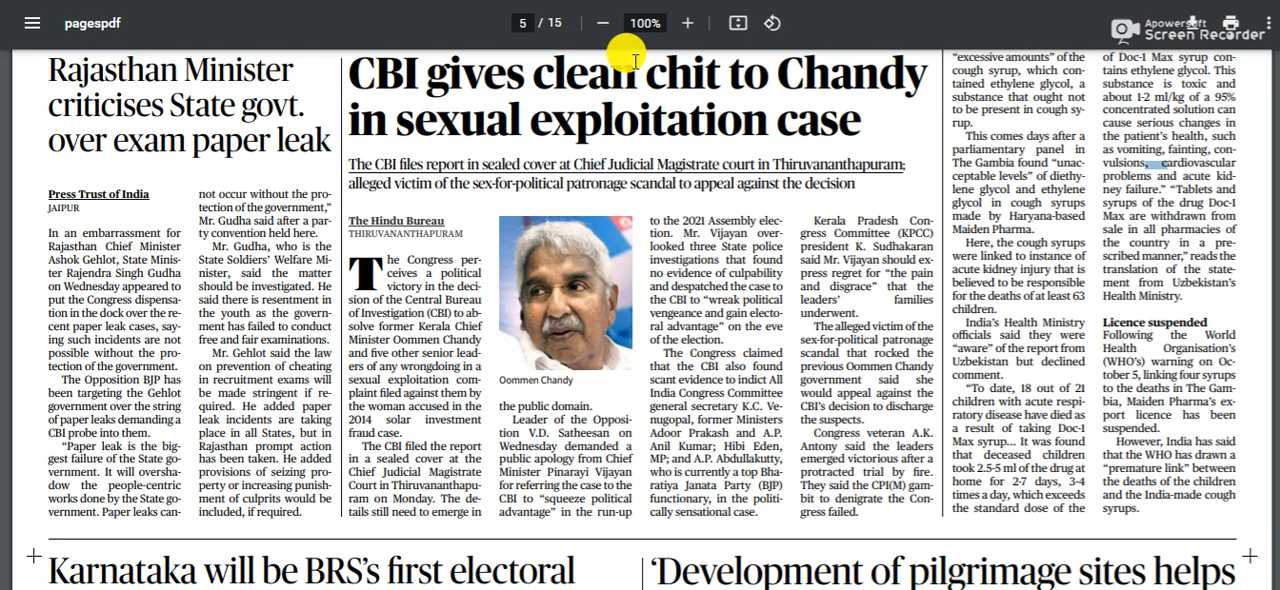 pagespdf
5 / 15
100%
Apowersoft
Screen Recorder
Rajasthan Minister
criticises State govt.
over exam paper leak
Press Trust of India
JAIPUR
In an embarrassment for
Rajasthan Chief Minister
Ashok Gehlot, State Minis-
ter Rajendra Singh Gudha
on Wednesday appeared to
put the Congress dispensa-
tion in the dock over the re-
cent paper leak cases, say-
ing such incidents are not
possible without the pro-
tection of the government.
The Opposition BJP has
been targeting the Gehlot
government over the string
of paper leaks demanding a
CBI probe into them.
“Paper leak is the big-
gest failure of the State go-
vernment. It will oversha-
dow the people-centric
works done by the State go-
vernment. Paper leaks can-
not occur without the pro-
tection of government,”
Mr. Gudha said after a par-
ty convention held here.
Mr. Gudha, who is the
State Soldiers’ Welfare Mi-
nister, said the matter
should be investigated. He
said there is resentment in
the youth as the govern-
ment has failed to conduct
free and fair examinations.
Mr. Gehlot said the law
on prevention of cheating
in recruitment exams will
be made stringent if re-
quired. He added paper
leak incidents are taking
place in all States, but in
Rajasthan prompt action
has been taken. He added
provisions of seizing pro-
perty or increasing punish-
ment of culprits would be
included, if required.
CBI gives clean chit to Chandy
in sexual exploitation case
The CBI files report in sealed cover at Chief Judicial Magistrate court in Thiruvananthapuram;
alleged victim of the sex-for-political patronage scandal to appeal against the decision
The Hindu Bureau
THIRUVANANTHAPURAM
The Congress per-
ceives a political
victory in the deci-
sion of the Central Bureau
of Investigation (CBI) to ab-
solve former Kerala Chief
Minister Oommen Chandy
and five other senior lead-
ers of any wrongdoing in a
sexual exploitation com-
plaint filed against them by
the woman accused in the
2014 solar investment
fraud case.
The CBI filed the report
in a sealed cover at the
Chief Judicial Magistrate
Court in Thiruvananthapu-
ram on Monday. The de-
tails still need to emerge in
Oommen Chandy
the public domain.
Leader of the Opposi-
tion V.D. Satheesan on
Wednesday demanded a
public apology from Chief
Minister Pinarayi Vijayan
for referring the case to the
CBI to “squeeze political
advantage” in the run-up
to the 2021 Assembly elec-
tion. Mr. Vijayan over-
looked three State police
investigations that found
no evidence of culpability
and despatched the case to
the CBI to “wreak political
vengeance and gain electo-
ral advantage” on the eve
of the election.
The Congress claimed
that the CBI also found
scant evidence to indict All
India Congress Committee
general secretary K.C. Ve-
nugopal, former Ministers
Adoor Prakash and A.P.
Anil Kumar; Hibi Eden,
MP; and A.P. Abdullakutty,
who is currently a top Bha-
ratiya Janata Party (BJP)
functionary, in the politi-
cally sensational case.
Kerala Pradesh Con-
gress Committee (KPCC)
president K. Sudhakaran
said Mr. Vijayan should ex-
press regret for “the pain
and disgrace” that the
leaders’ families
underwent.
The alleged victim of the
sex-for-political patronage
scandal that rocked the
previous Oommen Chandy
government said she
would appeal against the
CBI’s decision to discharge
the suspects.
Congress veteran A.K.
Antony said the leaders
emerged victorious after a
protracted trial by fire.
They said the CPI(M) gam-
bit to denigrate the Con-
gress failed.
“excessive amounts” of the
cough syrup, which con-
tained ethylene glycol, a
substance that ought not
to be present in cough sy-
rup.
This comes days after a
parliamentary panel in
The Gambia found “unac-
ceptable levels” of diethy-
lene glycol and ethylene
glycol in cough syrups
made by Haryana-based
Maiden Pharma.
Here, the cough syrups
were linked to instance of
acute kidney injury that is
believed to be responsible
for the deaths of at least 63
children.
India’s Health Ministry
officials said they were
“aware” of the report from
Uzbekistan but declined
comment.
“To date, 18 out of 21
children with acute respi-
ratory disease have died as
a result of taking Doc-1
Max syrup... It was found
that deceased children
took 2.5-5 ml of the drug at
home for 2-7 days, 3-4
times a day, which exceeds
the standard dose of the
of Doc-1 Max syrup con-
tains ethylene glycol. This
substance is toxic and
about 1-2 ml/kg of a 95%
concentrated solution can
cause serious changes in
the patient’s health, such
as vomiting, fainting, con-
vulsions, cardiovascular
problems and acute kid-
ney failure.” “Tablets and
syrups of the drug Doc-1
Max are withdrawn from
sale in all pharmacies of
the country in a pre-
scribed manner,” reads the
translation of the state-
ment from Uzbekistan’s
Health Ministry.
Licence suspended
Following the World
Health Organisation’s
(WHO’s) warning on Oc-
tober 5, linking four syrups
to the deaths in The Gam-
bia, Maiden Pharma’s ex-
port licence has been
suspended.
However, India has said
that the WHO has drawn a
“premature link” between
the deaths of the children
and the India-made cough
syrups.
Karnataka will be BRS’s first electoral
‘Development of pilgrimage sites helps